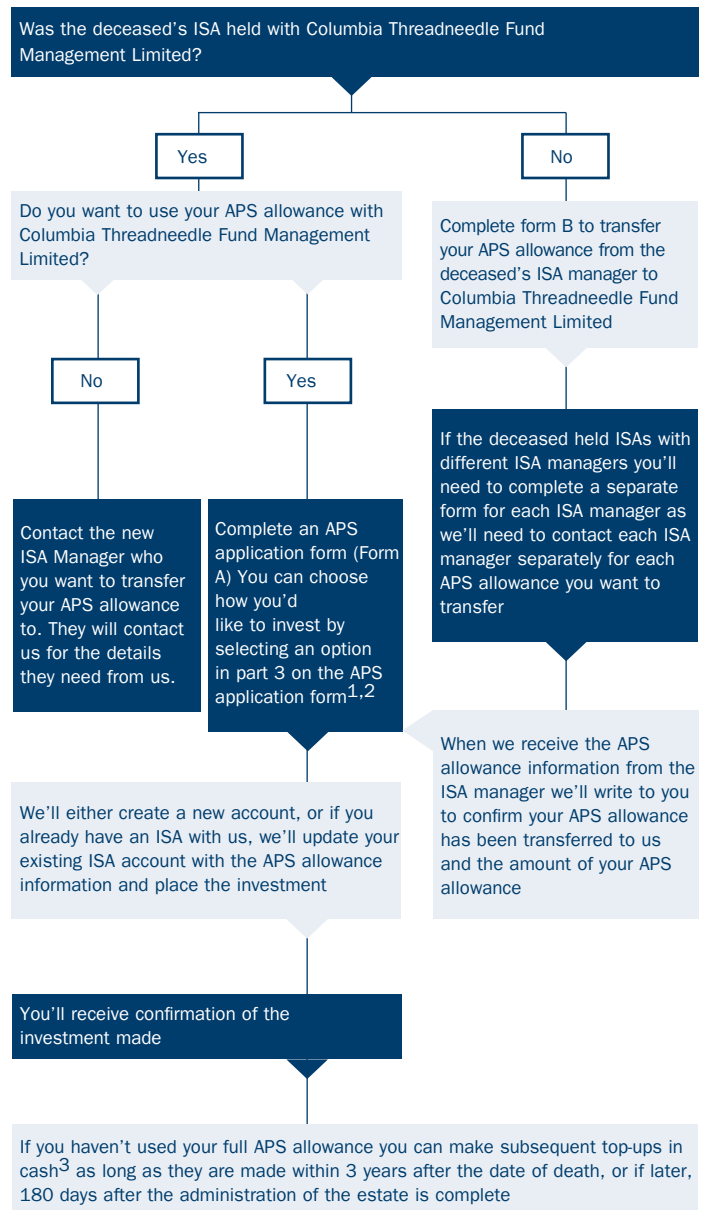 Was the deceased's ISA held with Columbia Threadneedle Fund
Management Limited?
Yes
No
Do you want to use your APS allowance with
Columbia Threadneedle Fund Management
Limited?
Complete form B to transfer
your APS allowance from the
deceased's ISA manager to
Columbia Threadneedle Fund
Management Limited
No
Yes
If the deceased held ISAs with
different ISA managers you'll
need to complete a separate
form for each ISA manager as
we'll need to contact each ISA
manager separately for each
APS allowance you want to
transfer
Contact the new
ISA Manager who
you want to transfer
your APS allowance
to. They will contact
us for the details
they need from us.
Complete an APS
application form (Form
A) You can choose
how you'd
like to invest by
selecting an option
in part 3 on the APS
application form1,2
When we receive the APS
allowance information from the
ISA manager we'll write to you
to confirm your APS allowance
has been transferred to us
and the amount of your APS
allowance
We'll either create a new account, or if you
already have an ISA with us, we'll update your
existing ISA account with the APS allowance
information and place the investment
You'll receive confirmation of the
investment made
If you haven't used your full APS allowance you can make subsequent top-ups in
cash3 as long as they are made within 3 years after the date of death, or if later,
180 days after the administration of the estate is complete